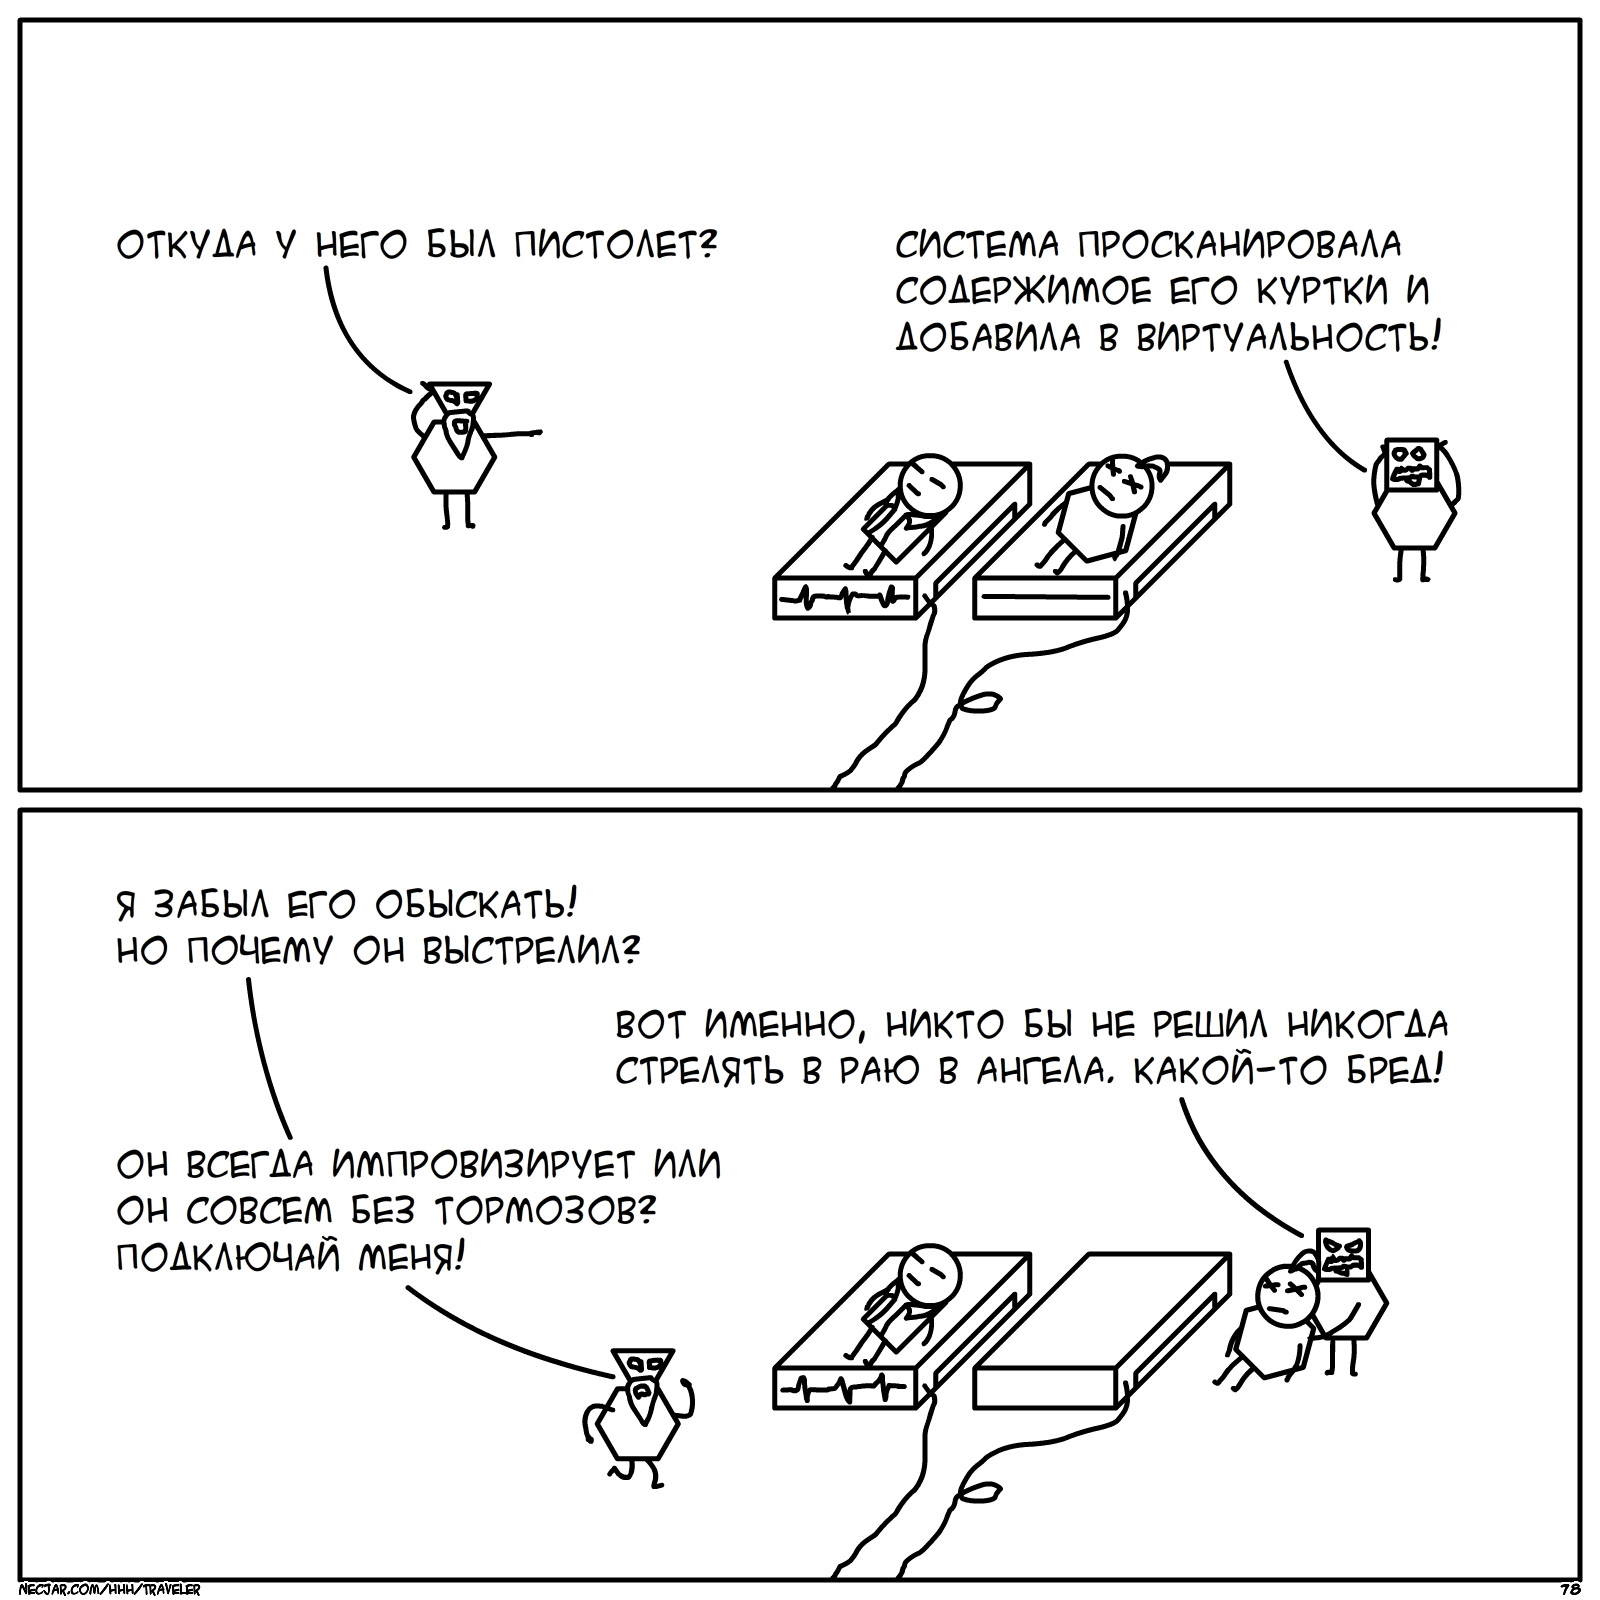 ОТКУДА У НЕГО БЫЛ ПИСТОЛЕТ?
СИСТЕМА ПРОСКАНИРОВАЛА
СОДЕРЖИМОЕ ЕГО КУРТКИ И
ДОБАВИЛА В ВИРТУАЛЬНОСТЬ!
Я ЗАБЫЛ ЕГО ОБЫСКАТЬ!
НО ПОЧЕМУ ОН ВЫСТРЕЛИЛ?
ВОТ ИМЕННО, НИКТО БЫ НЕ РЕШИЛ НИКОГДА
СТРЕЛЯТЬ В РАЮ В АНГЕЛА. КАКОЙ-ТО БРЕД!
ОН ВСЕГДА ИМПРОВИЗИРУЕТ ИЛИ
ОН СОВСЕМ БЕЗ ТОРМОЗОВ?
ПОДКЛЮЧАЙ МЕНЯ!
NECJAR.COM/HHH/TRAVELER
78